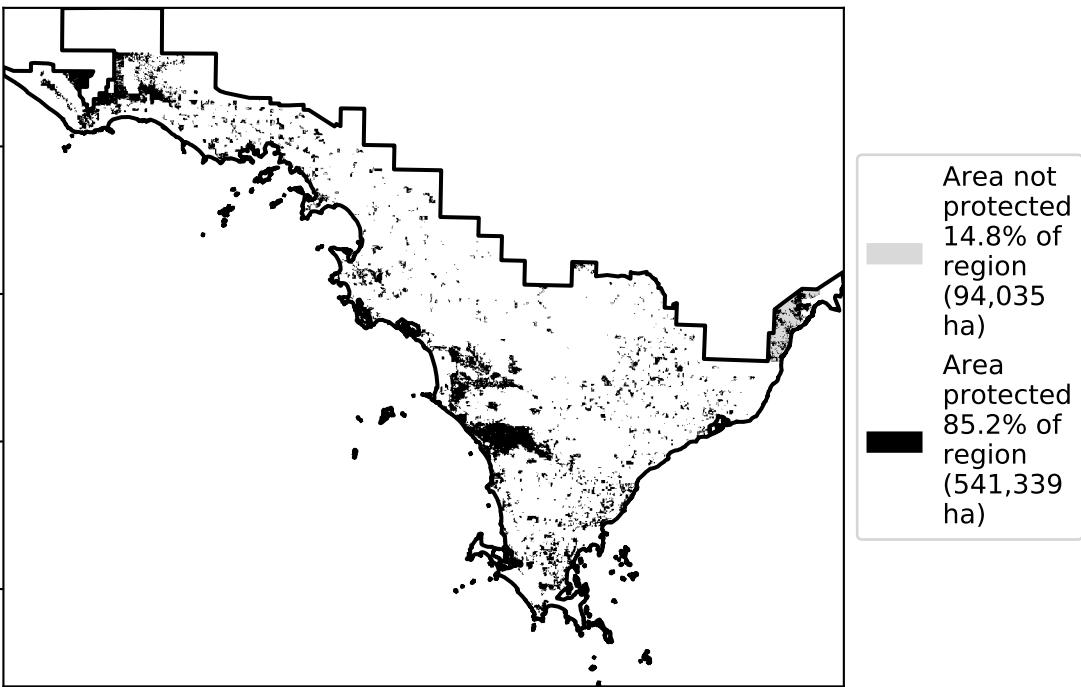 Area not
protected
14.8% of
region
(94,035
ha)
Area
protected
85.2% of
region
(541,339
ha)